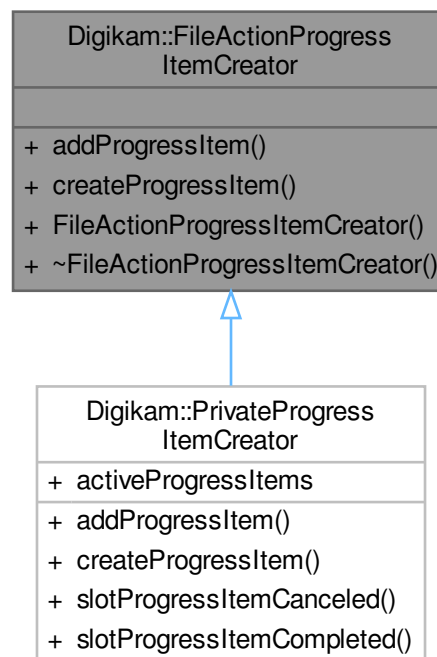 Digikam::FileActionProgress
ItemCreator
+ addProgressItem()
+ createProgressItem()
+ FileActionProgressItemCreator()
+ ~FileActionProgressItemCreator()
Digikam::PrivateProgress
ItemCreator
+ activeProgressItems
+ addProgressItem()
+ createProgressItem()
+ slotProgressItemCanceled()
+ slotProgressItemCompleted()